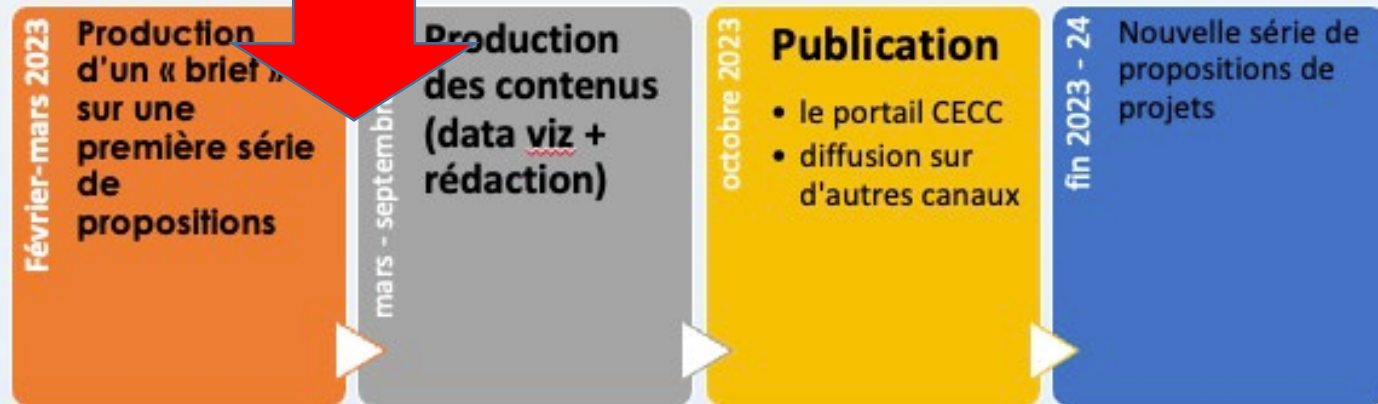 Février-mars 2023
Production
d'un « brief »
sur une
première série
de
propositions
mars - septembre
Production
des contenus
(data viz +
rédaction)
octobre 2023
Publication
• le portail CECC
• diffusion sur
d'autres canaux
fin 2023 - 24
Nouvelle série de
propositions de
projets